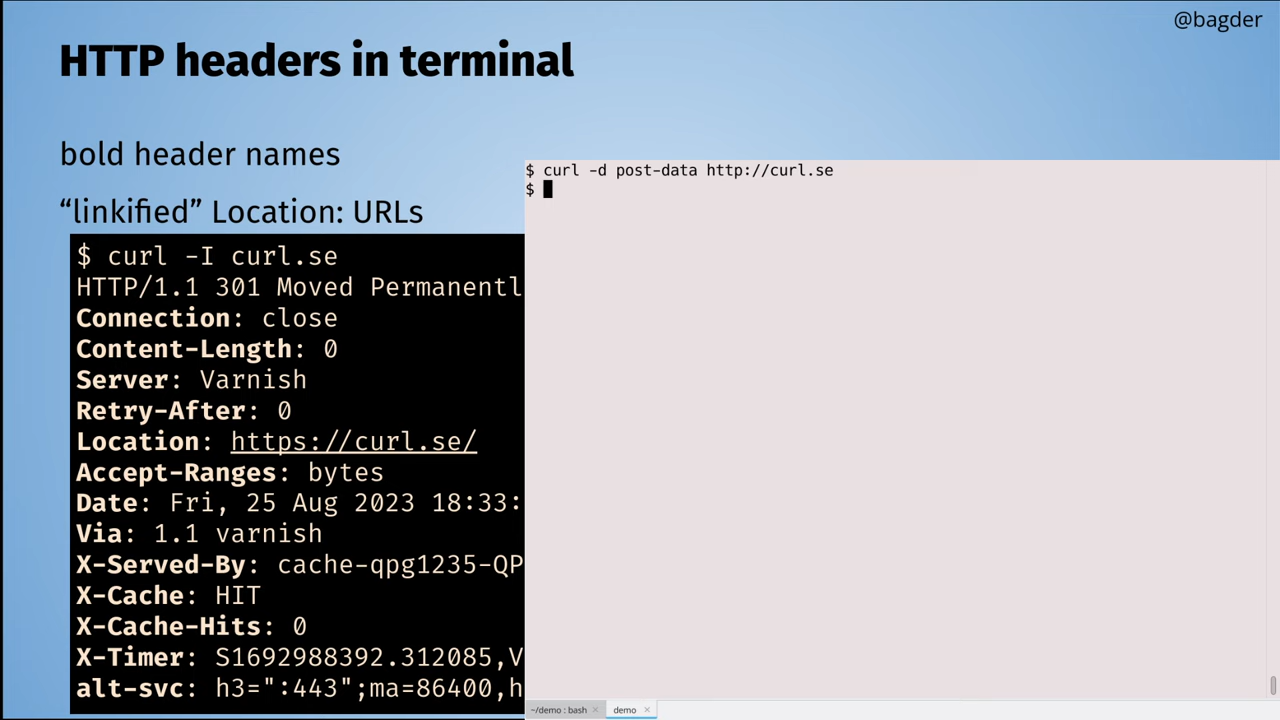 @bagder
HTTP headers in terminal
bold header names
“linkified” Location: URLs
$ curl -I curl.se
HTTP/1.1 301 Moved Permanentl
Connection: close
Content-Length: 0
Server: Varnish
Retry-After: 0
Location: https://curl.se/
Accept-Ranges: bytes
Date: Fri, 25 Aug 2023 18:33:
Via: 1.1 varnish
X-Served-By: cache-qpg1235-QP
X-Cache: HIT
X-Cache-Hits: 0
X-Timer: S1692988392.312085,V
alt-svc: h3=":443";ma=86400,h
$ curl -d post-data http://curl.se
$
~/demo : bash
demo